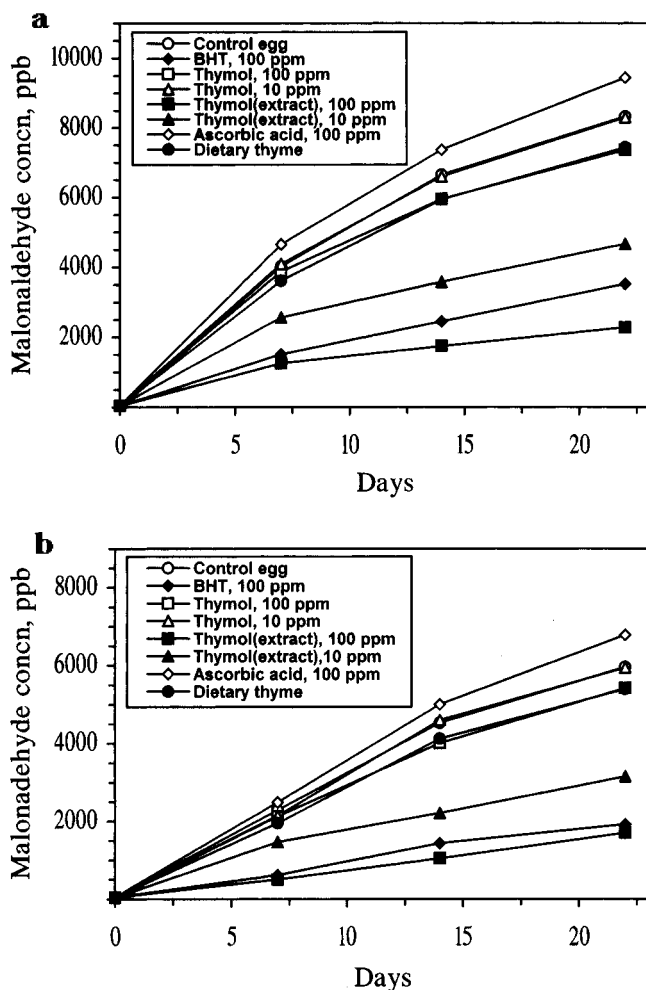 a
Malonaldehyde concn, ppb
10000
8000
6000
4000
2000
Control egg
BHT, 100 ppm
Thymol, 100 ppm
Thymol, 10 ppm
Thymol(extract), 100 ppm
Thymol(extract), 10 ppm
Ascorbic acid, 100 ppm
Dietary thyme
0 5 10 15 20
Days
b
Malonadehyde concn, ppb
8000
6000
4000
2000
Control egg
BHT, 100 ppm
Thymol, 100 ppm
Thymol, 10 ppm
Thymol(extract), 100 ppm
Thymol(extract),10 ppm
Ascorbic acid, 100 ppm
Dietary thyme
0 5 10 15 20
Days